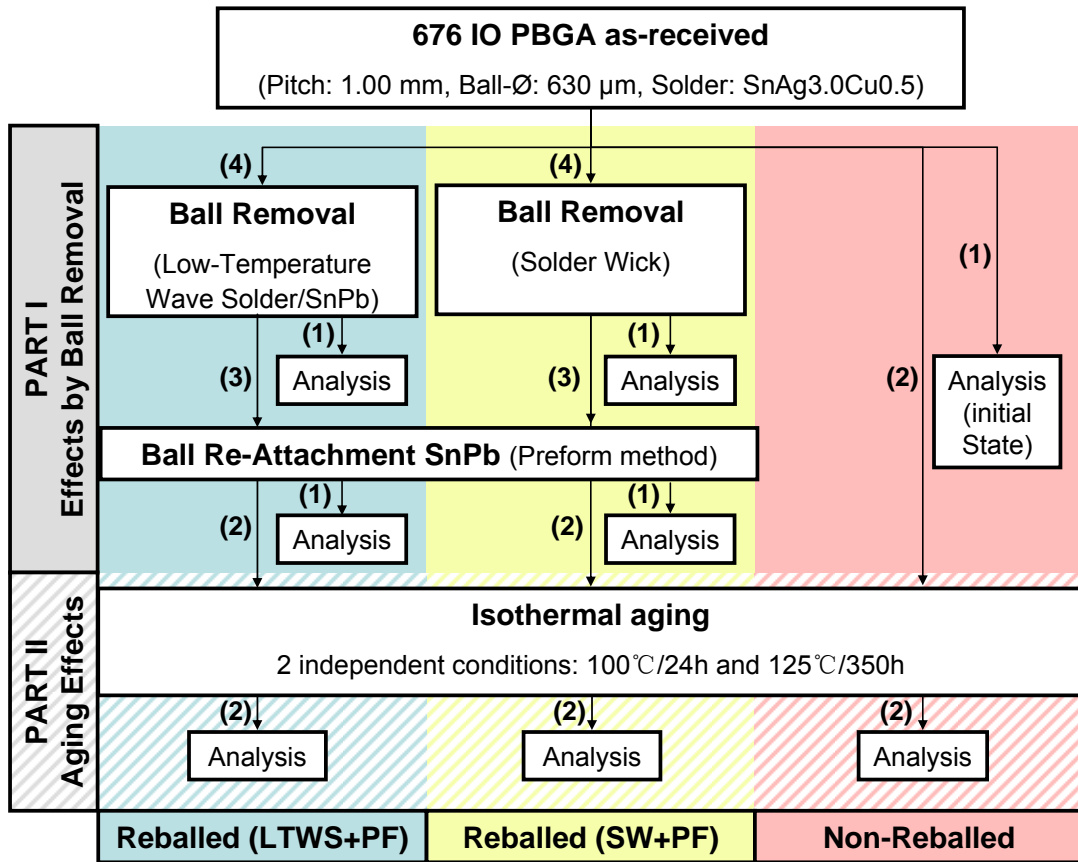 676 IO PBGA as-received
(Pitch: 1.00 mm, Ball-Ø: 630 µm, Solder: SnAg3.0Cu0.5)
PART I
Effects by Ball Removal
(4)
(4)
Ball Removal
(Low-Temperature
Wave Solder/SnPb)
Ball Removal
(Solder Wick)
(1)
(1)
(1)
(3)
(3)
(2)
Analysis
Analysis
Analysis
(initial
State)
Ball Re-Attachment SnPb (Preform method)
(1)
(1)
(2)
(2)
Analysis
Analysis
PART II
Aging Effects
Isothermal aging
2 independent conditions: 100℃/24h and 125℃/350h
(2)
(2)
(2)
Analysis
Analysis
Analysis
Reballed (LTWS+PF)
Reballed (SW+PF)
Non-Reballed